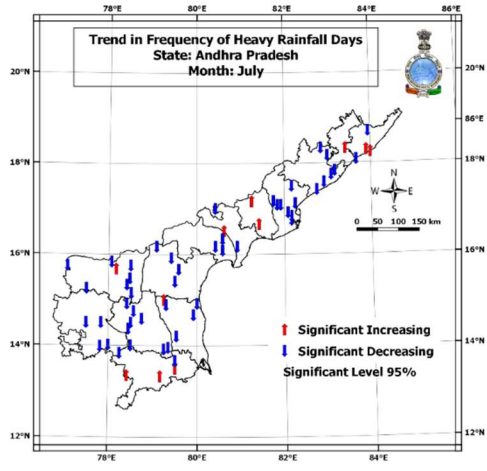 78°E 80°E 82°E 84°E 86°E
Trend in Frequency of Heavy Rainfall Days
State: Andhra Pradesh
Month: July
20°N 20°N
86°E
18°N 18°N
N
W E
S
0 50 100 150 km
16°N 16°N
Significant Increasing
14°N 14°N
Significant Decreasing
Significant Level 95%
12°N 12°N
78°E 80°E 82°E 84°E